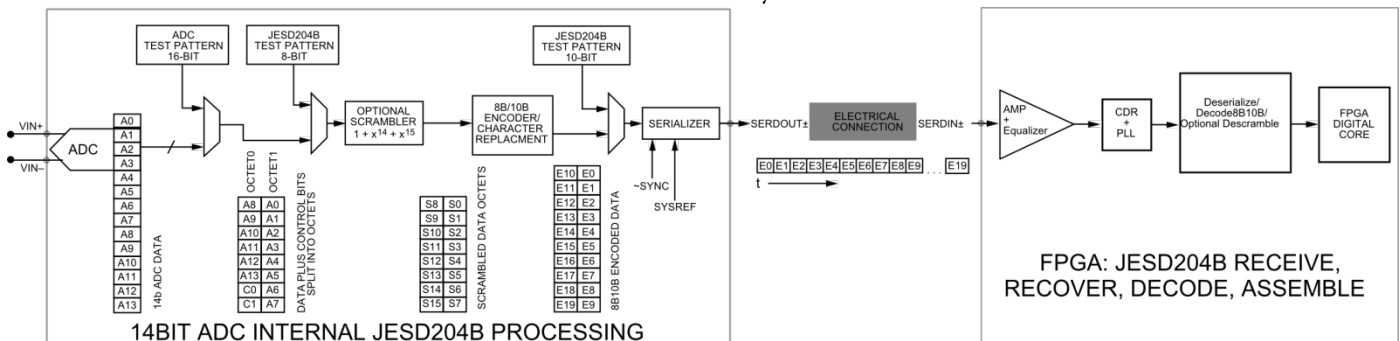 ADC
TEST PATTERN
16-BIT
JESD204B
TEST PATTERN
8-BIT
JESD204B
TEST PATTERN
10-BIT
VIN+
VIN–
ADC
A0
A1
A2
A3
A4
A5
A6
A7
A8
A9
A10
A11
A12
A13
14b ADC DATA
OCTET0
OCTET1
A8 A0
A9 A1
A10 A2
A11 A3
A12 A4
A13 A5
C0 A6
C1 A7
DATA PLUS CONTROL BITS
SPLIT INTO OCTETS
OPTIONAL
SCRAMBLER
1 + x14 + x15
S8 S0
S9 S1
S10 S2
S11 S3
S12 S4
S13 S5
S14 S6
S15 S7
SCRAMBLED DATA OCTETS
8B/10B
ENCODER/
CHARACTER
REPLACMENT
E10 E0
E11 E1
E12 E2
E13 E3
E14 E4
E15 E5
E16 E6
E17 E7
E18 E8
E19 E9
8B10B ENCODED DATA
SERIALIZER
~SYNC
SYSREF
14BIT ADC INTERNAL JESD204B PROCESSING
SERDOUT±
ELECTRICAL
CONNECTION
SERDIN±
E0 E1 E2 E3 E4 E5 E6 E7 E8 E9 . . . E19
t
AMP
+
Equalizer
CDR
+
PLL
Deserialize/
Decode8B10B/
Optional Descramble
FPGA
DIGITAL
CORE
FPGA: JESD204B RECEIVE,
RECOVER, DECODE, ASSEMBLE